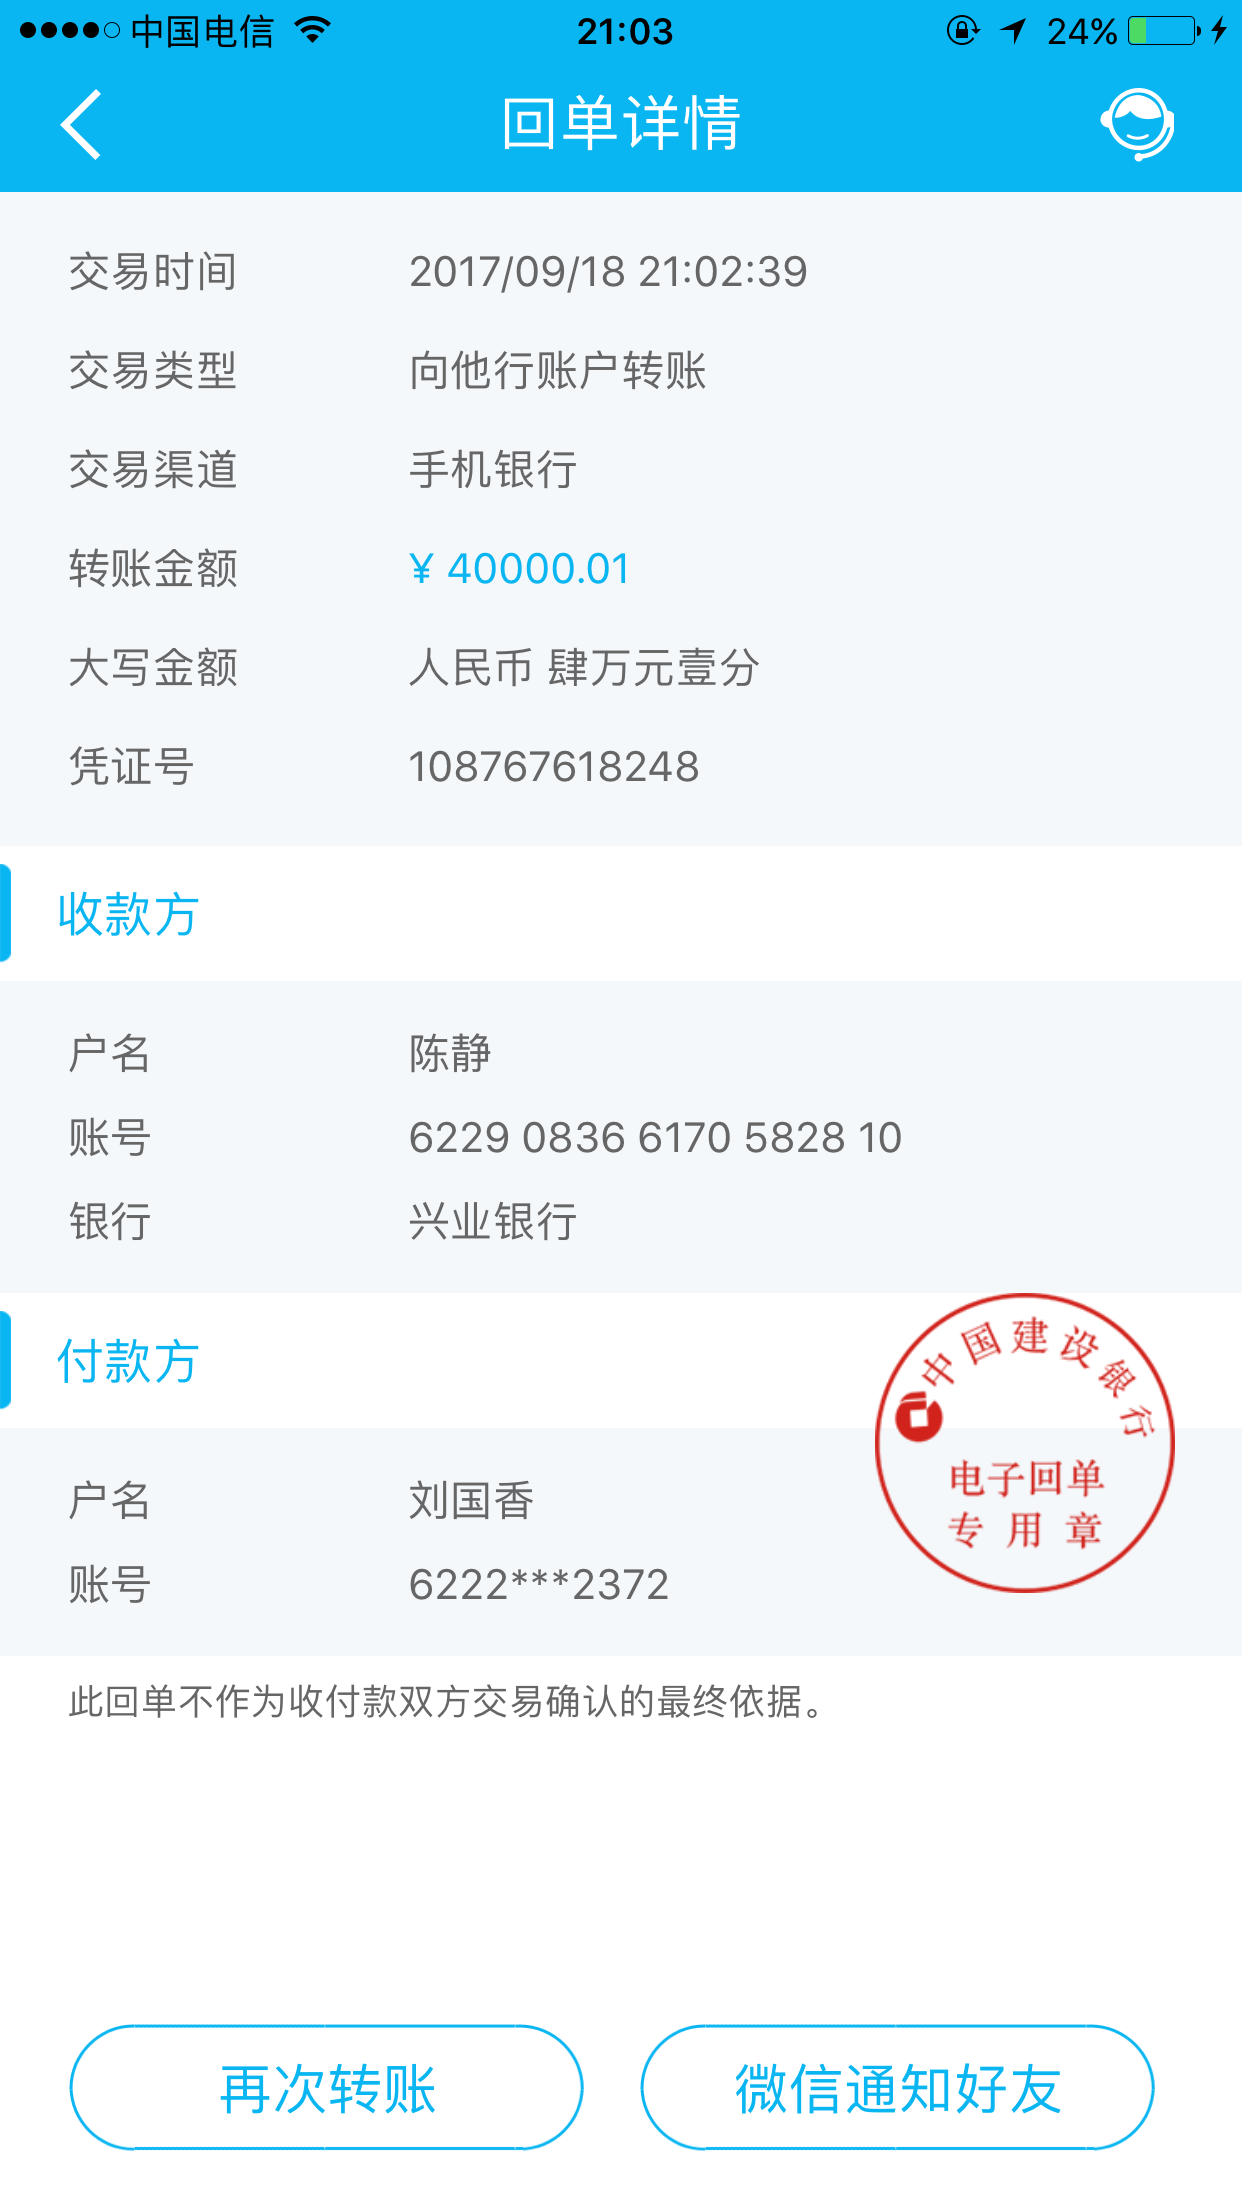 中国电信 21:03 24%
回单详情
交易时间 2017/09/18 21:02:39
交易类型 向他行账户转账
交易渠道 手机银行
转账金额 ¥ 40000.01
大写金额 人民币 肆万元壹分
凭证号 108767618248
收款方
户名 陈静
账号 6229 0836 6170 5828 10
银行 兴业银行
付款方
中国建设银行
电子回单
专用章
户名 刘国香
账号 6222***2372
此回单不作为收付款双方交易确认的最终依据。
再次转账 微信通知好友